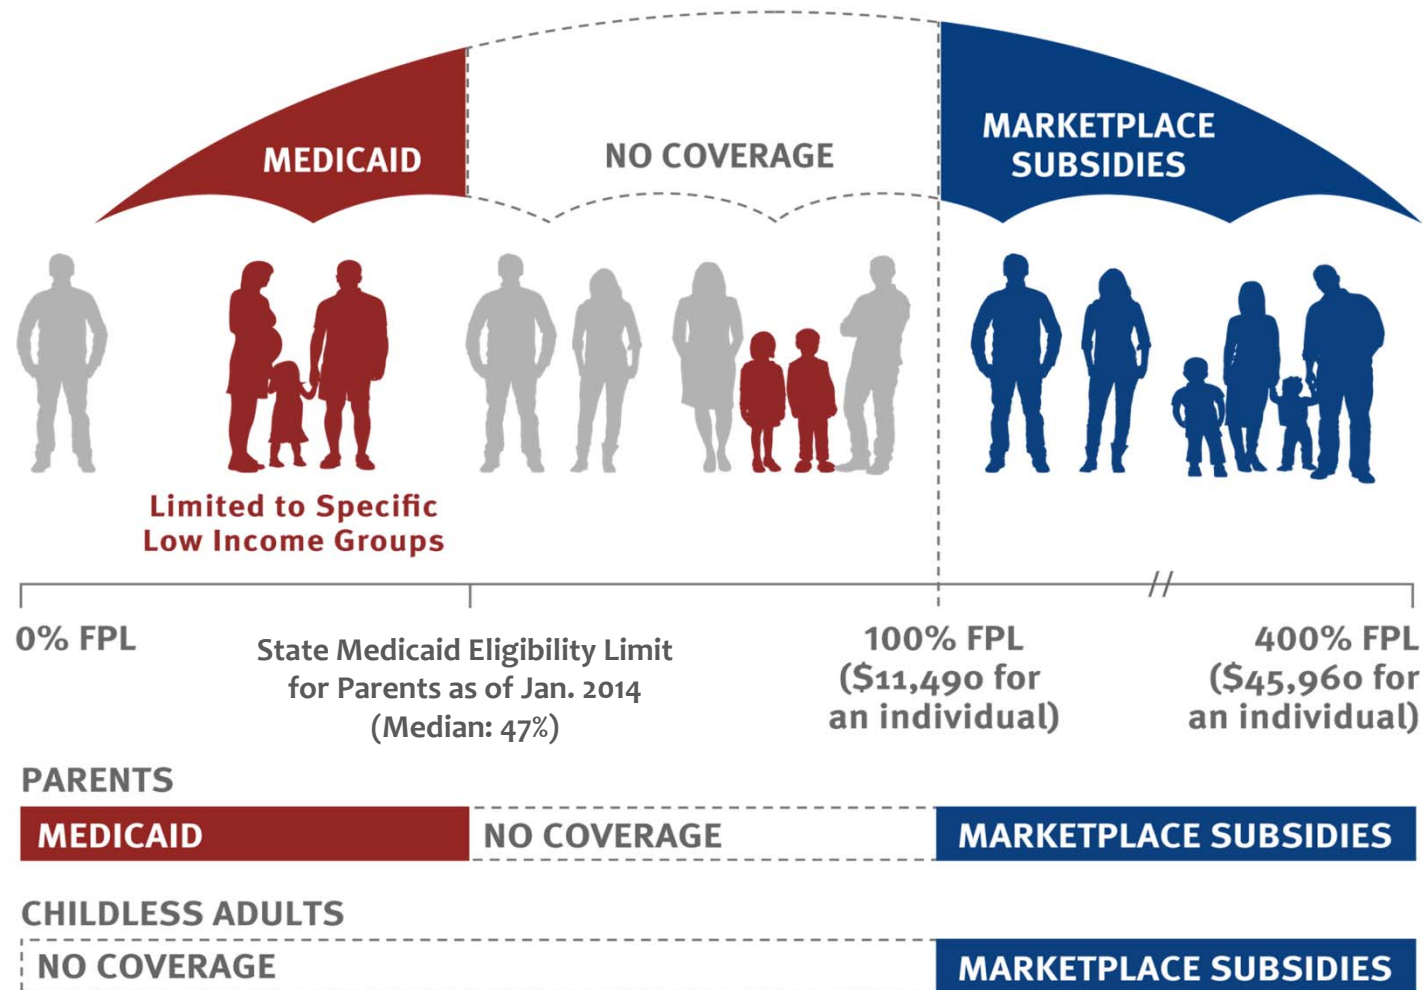 MEDICAID
NO COVERAGE
MARKETPLACE
SUBSIDIES
Limited to Specific
Low Income Groups
0% FPL
State Medicaid Eligibility Limit
for Parents as of Jan. 2014
(Median: 47%)
100% FPL
($11,490 for
an individual)
400% FPL
($45,960 for
an individual)
PARENTS
MEDICAID
NO COVERAGE
MARKETPLACE SUBSIDIES
CHILDLESS ADULTS
NO COVERAGE
MARKETPLACE SUBSIDIES